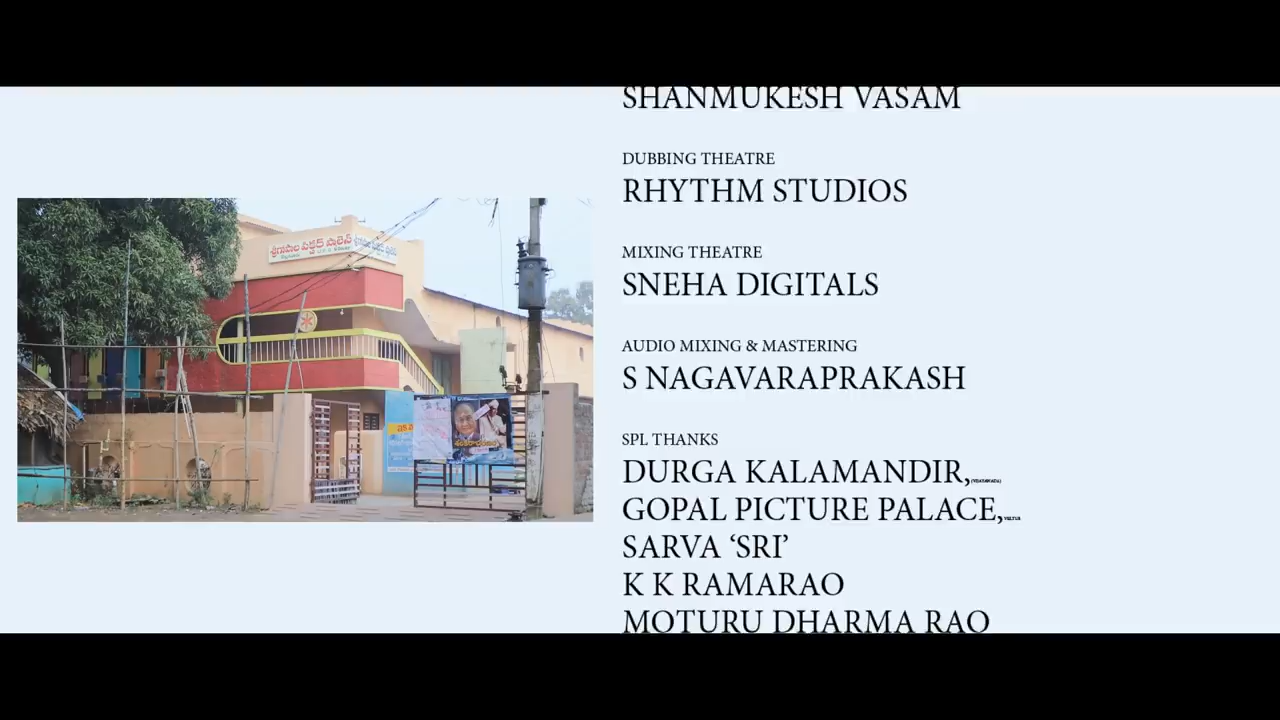 శ్రీగోపాల పిక్చర్ ప్యాలెస్
SHANMUKESH VASAM
DUBBING THEATRE
RHYTHM STUDIOS
MIXING THEATRE
SNEHA DIGITALS
AUDIO MIXING & MASTERING
S NAGAVARAPRAKASH
SPL THANKS
DURGA KALAMANDIR,
GOPAL PICTURE PALACE,
SARVA ‘SRI’
K K RAMARAO
MOTURU DHARMA RAO